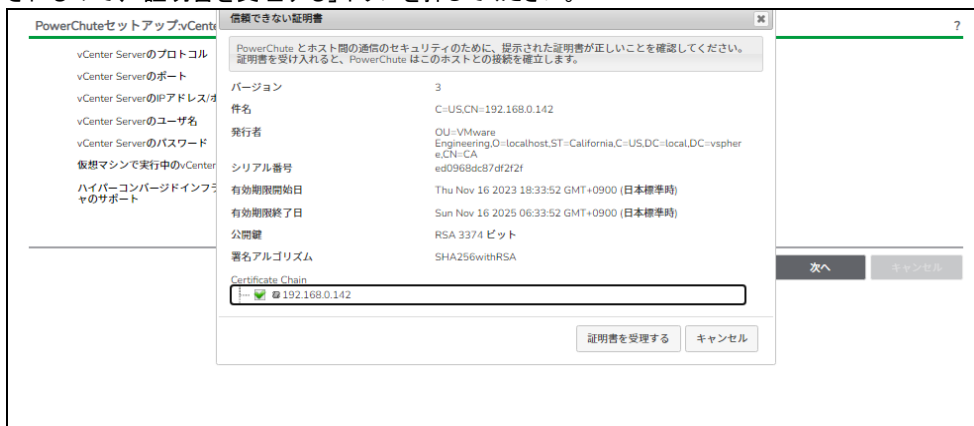 PowerChuteセットアップ:vCente
信頼できない証明書
?
PowerChute とホスト間の通信のセキュリティのために、提示された証明書が正しいことを確認してください。
証明書を受け入れると、PowerChute はこのホストとの接続を確立します。
vCenter Serverのプロトコル
vCenter Serverのポート
vCenter ServerのIPアドレス/ホ
vCenter Serverのユーザ名
vCenter Serverのパスワード
仮想マシンで実行中のvCenter
ハイパーコンバージドインフラ
ャのサポート
バージョン 3
件名 C=US,CN=192.168.0.142
発行者 OU=VMware
Engineering,O=localhost,ST=California,C=US,DC=local,DC=vspher
e,CN=CA
シリアル番号 ed0968dc87df2f2f
有効期限開始日 Thu Nov 16 2023 18:33:52 GMT+0900 (日本標準時)
有効期限終了日 Sun Nov 16 2025 06:33:52 GMT+0900 (日本標準時)
公開鍵 RSA 3374 ビット
署名アルゴリズム SHA256withRSA
Certificate Chain
192.168.0.142
証明書を受理する キャンセル
次へ キャンセル